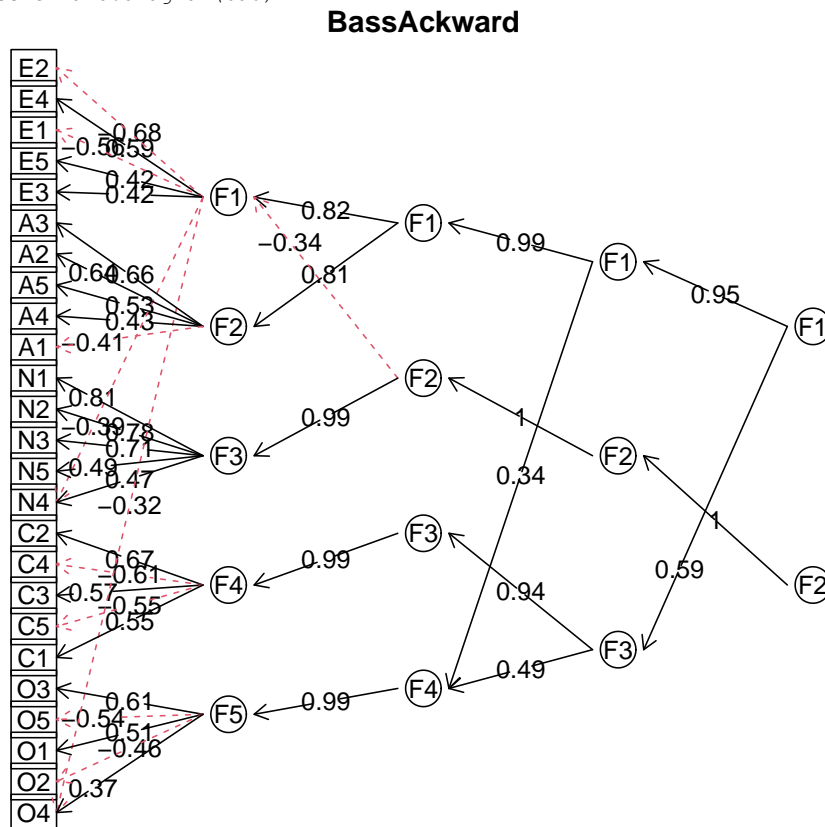 BassAckward
E2
E4
E1
E5
E3
A3
A2
A5
A4
A1
N1
N2
N3
N5
N4
C2
C4
C3
C5
C1
O3
O5
O1
O2
O4
−0.68
0.59
−0.56
0.42
0.42
0.66
0.64
0.53
0.43
−0.41
0.81
0.78
−0.39
0.71
0.49
0.47
−0.32
0.67
−0.61
0.57
−0.55
0.55
0.61
−0.54
0.51
−0.46
0.37
F1
F2
F3
F4
F5
0.82
−0.34
0.81
0.99
0.99
0.99
F1
F2
F3
F4
0.99
1
0.34
0.94
0.49
F1
F2
F3
0.95
1
0.59
F1
F2